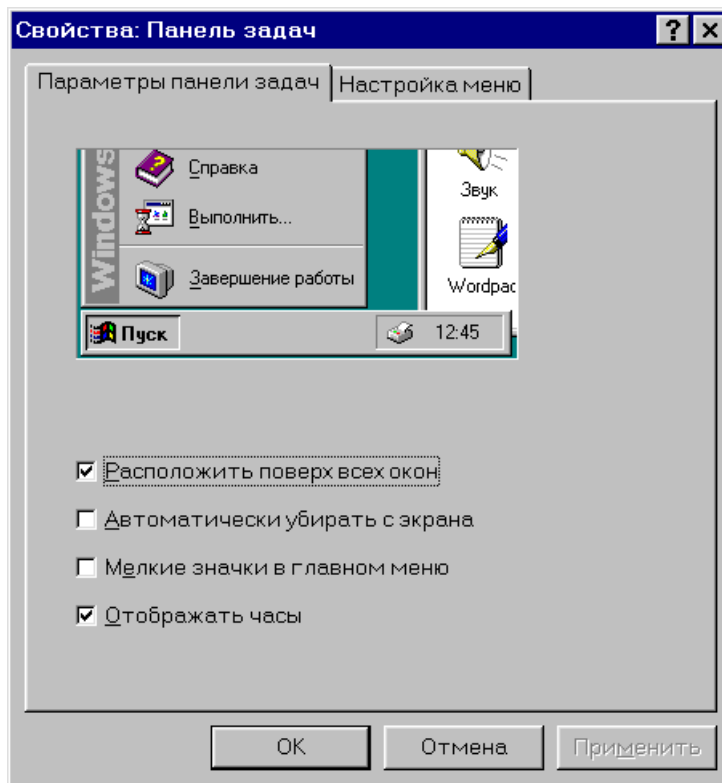 Свойства: Панель задач
Параметры панели задач
Настройка меню
Windows
Справка
Выполнить...
Завершение работы
Звук
Wordpad
Пуск
12:45
Расположить поверх всех окон
Автоматически убирать с экрана
Мелкие значки в главном меню
Отображать часы
OK
Отмена
Применить